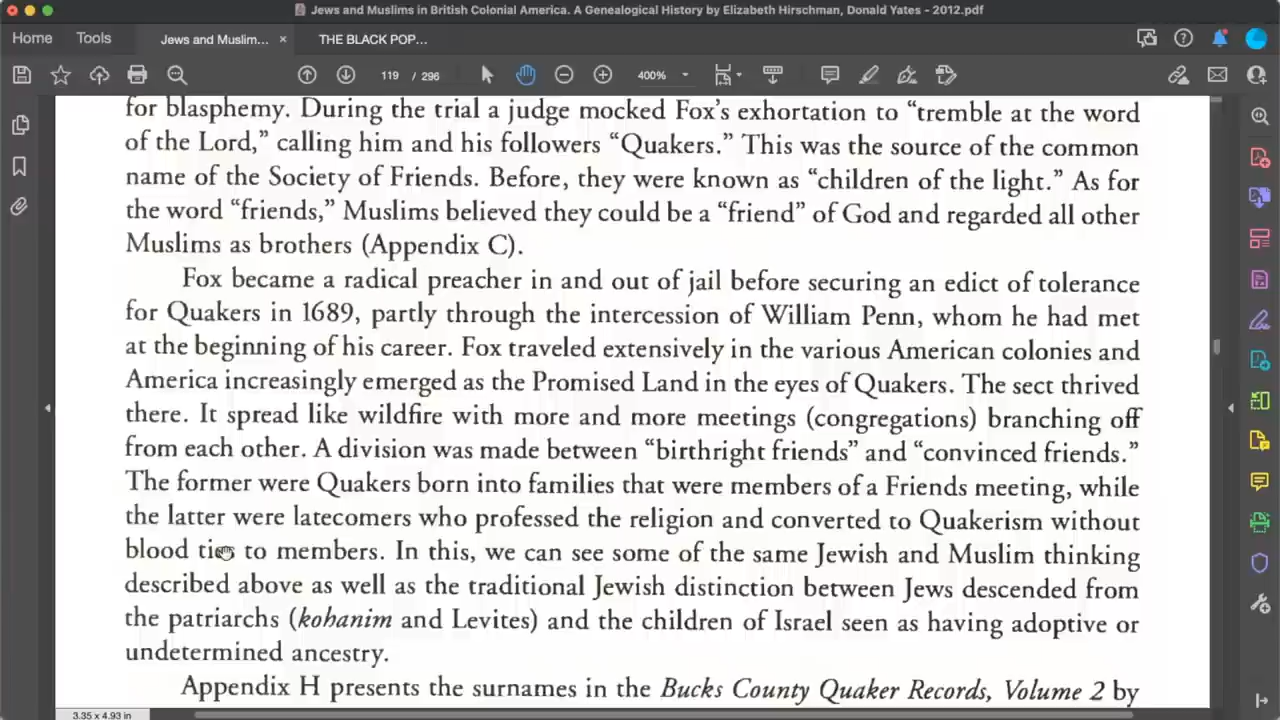 Jews and Muslims in British Colonial America. A Genealogical History by Elizabeth Hirschman, Donald Yates - 2012.pdf
Home Tools Jews and Muslim... × THE BLACK POP...
119 / 296 400%
for blasphemy. During the trial a judge mocked Fox’s exhortation to “tremble at the word
of the Lord,” calling him and his followers “Quakers.” This was the source of the common
name of the Society of Friends. Before, they were known as “children of the light.” As for
the word “friends,” Muslims believed they could be a “friend” of God and regarded all other
Muslims as brothers (Appendix C).
Fox became a radical preacher in and out of jail before securing an edict of tolerance
for Quakers in 1689, partly through the intercession of William Penn, whom he had met
at the beginning of his career. Fox traveled extensively in the various American colonies and
America increasingly emerged as the Promised Land in the eyes of Quakers. The sect thrived
there. It spread like wildfire with more and more meetings (congregations) branching off
from each other. A division was made between “birthright friends” and “convinced friends.”
The former were Quakers born into families that were members of a Friends meeting, while
the latter were latecomers who professed the religion and converted to Quakerism without
blood ties to members. In this, we can see some of the same Jewish and Muslim thinking
described above as well as the traditional Jewish distinction between Jews descended from
the patriarchs (kohanim and Levites) and the children of Israel seen as having adoptive or
undetermined ancestry.
Appendix H presents the surnames in the Bucks County Quaker Records, Volume 2 by
3.35 x 4.93 in